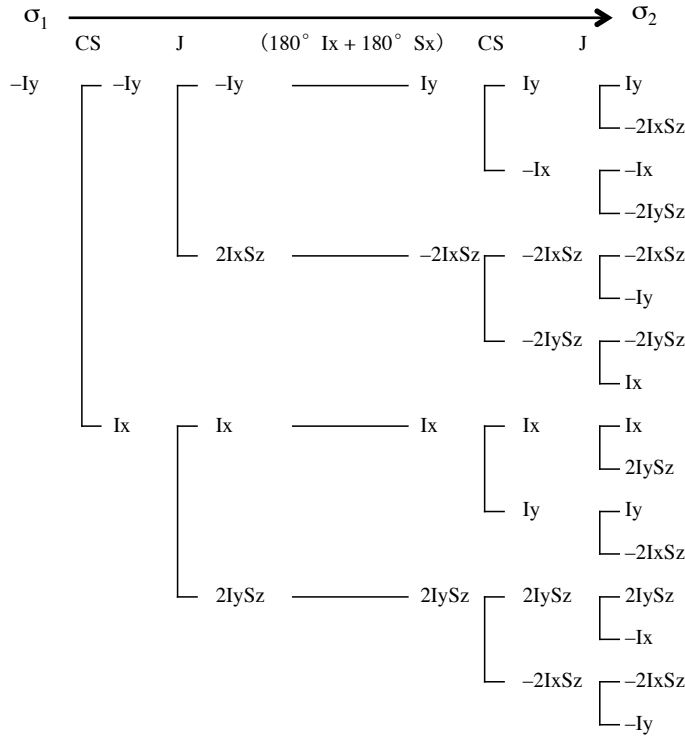 σ1 σ2
CS J （180° Ix + 180° Sx） CS J
–Iy –Iy –Iy Iy Iy Iy
–2IxSz
–Ix –Ix
–2IySz
2IxSz –2IxSz –2IxSz –2IxSz
–Iy
–2IySz –2IySz
Ix
Ix Ix Ix Ix Ix
2IySz
Iy Iy
–2IxSz
2IySz 2IySz 2IySz 2IySz
–Ix
–2IxSz –2IxSz
–Iy